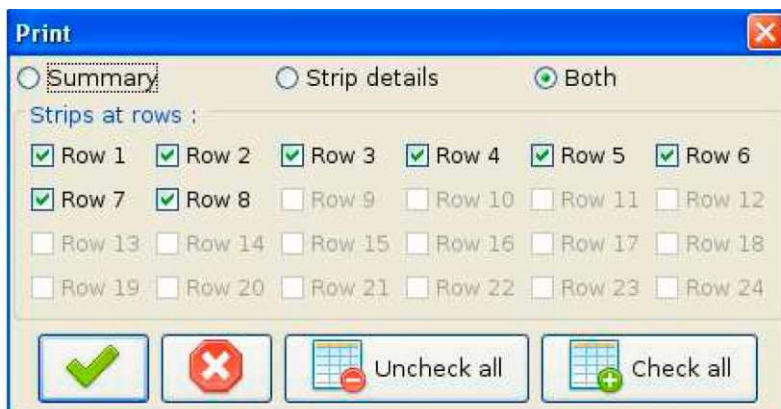 Print
Summary Strip details Both
Strips at rows :
Row 1 Row 2 Row 3 Row 4 Row 5 Row 6
Row 7 Row 8 Row 9 Row 10 Row 11 Row 12
Row 13 Row 14 Row 15 Row 16 Row 17 Row 18
Row 19 Row 20 Row 21 Row 22 Row 23 Row 24
Uncheck all Check all